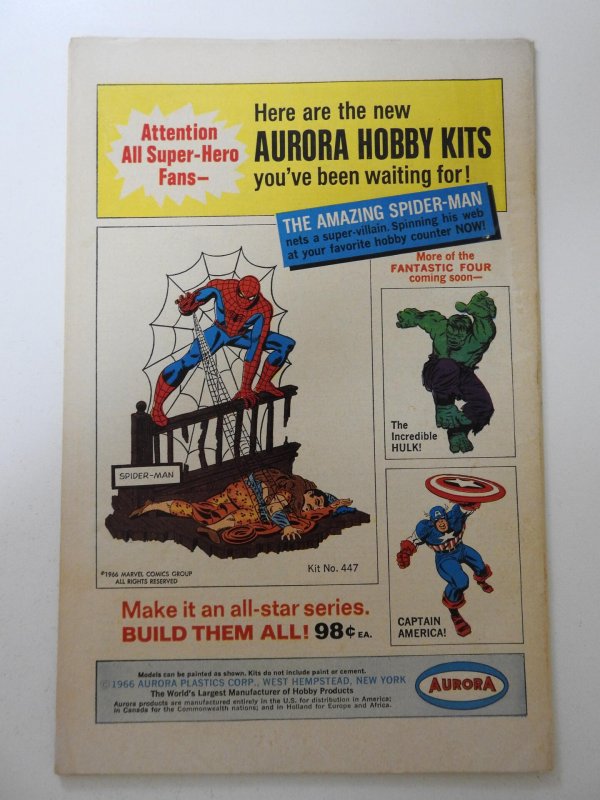 Attention
All Super-Hero
Fans—
Here are the new
AURORA HOBBY KITS
you've been waiting for!
THE AMAZING SPIDER-MAN
nets a super-villain. Spinning his web
at your favorite hobby counter NOW!
More of the
FANTASTIC FOUR
coming soon—
SPIDER-MAN
©1966 MARVEL COMICS GROUP
ALL RIGHTS RESERVED
Kit No. 447
The
Incredible
HULK!
CAPTAIN
AMERICA!
Make it an all-star series.
BUILD THEM ALL! 98¢ EA.
Models can be painted as shown. Kits do not include paint or cement.
©1966 AURORA PLASTICS CORP., WEST HEMPSTEAD, NEW YORK
The World's Largest Manufacturer of Hobby Products
Aurora products are manufactured entirely in the U.S. for distribution in America;
in Canada for the Commonwealth nations; and in Holland for Europe and Africa.
AURORA